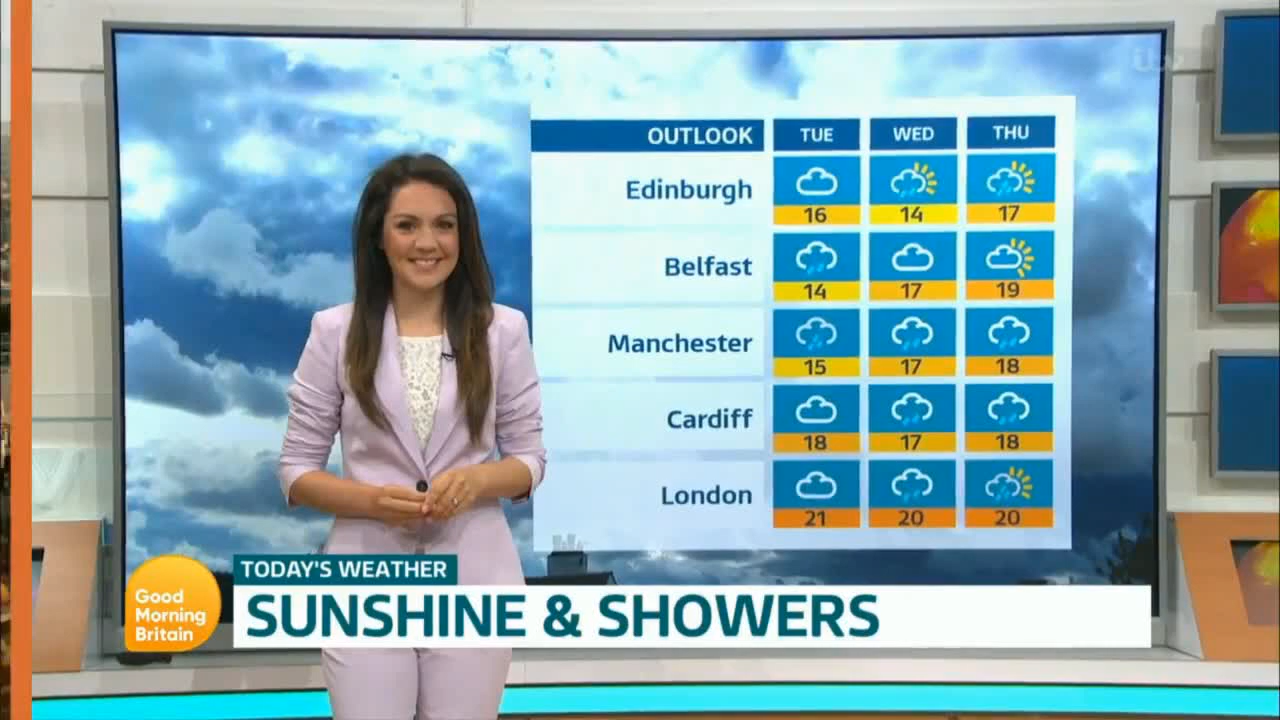 itv
OUTLOOK TUE WED THU
Edinburgh 16 14 17
Belfast 14 17 19
Manchester 15 17 18
Cardiff 18 17 18
London 21 20 20
TODAY'S WEATHER
Good
Morning
Britain
SUNSHINE & SHOWERS